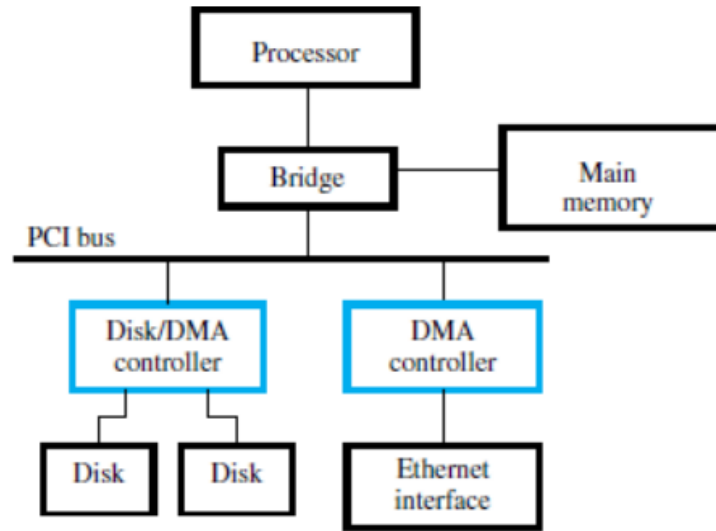 Processor
Bridge
Main
memory
PCI bus
Disk/DMA
controller
DMA
controller
Disk
Disk
Ethernet
interface